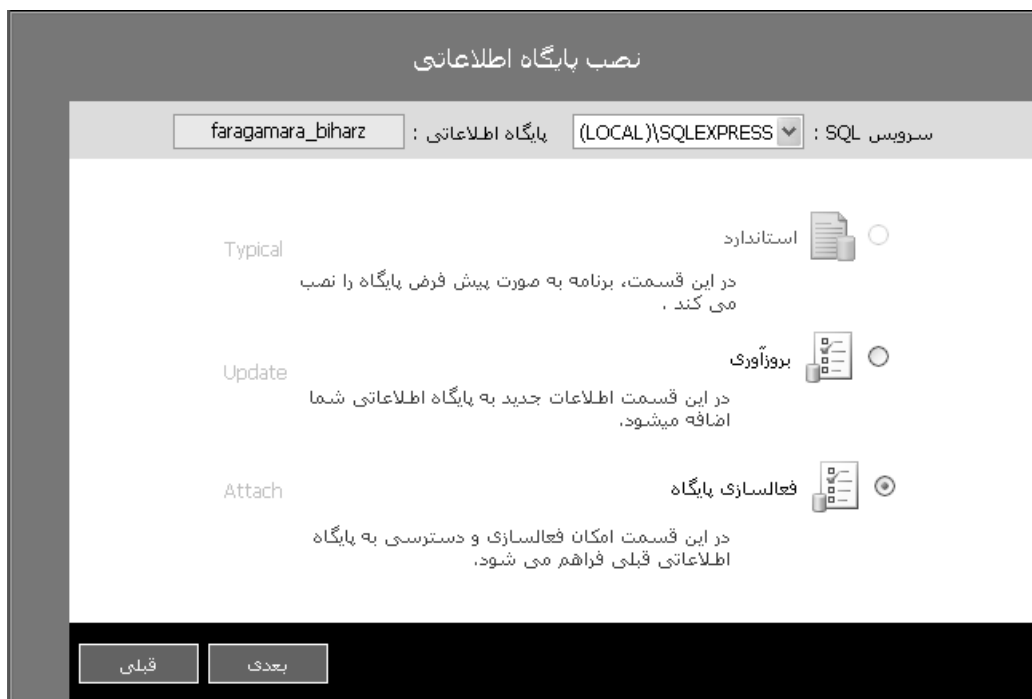 نصب پایگاه اطلاعاتی
سرویس SQL : (LOCAL)\SQLEXPRESS پایگاه اطلاعاتی : faragamara_biharz
استاندارد Typical
در این قسمت، برنامه به صورت پیش فرض پایگاه را نصب
می کند .
بروزآوری Update
در این قسمت اطلاعات جدید به پایگاه اطلاعاتی شما
اضافه میشود.
فعالسازی پایگاه Attach
در این قسمت امکان فعالسازی و دسترسی به پایگاه
اطلاعاتی قبلی فراهم می شود.
بعدی قبلی